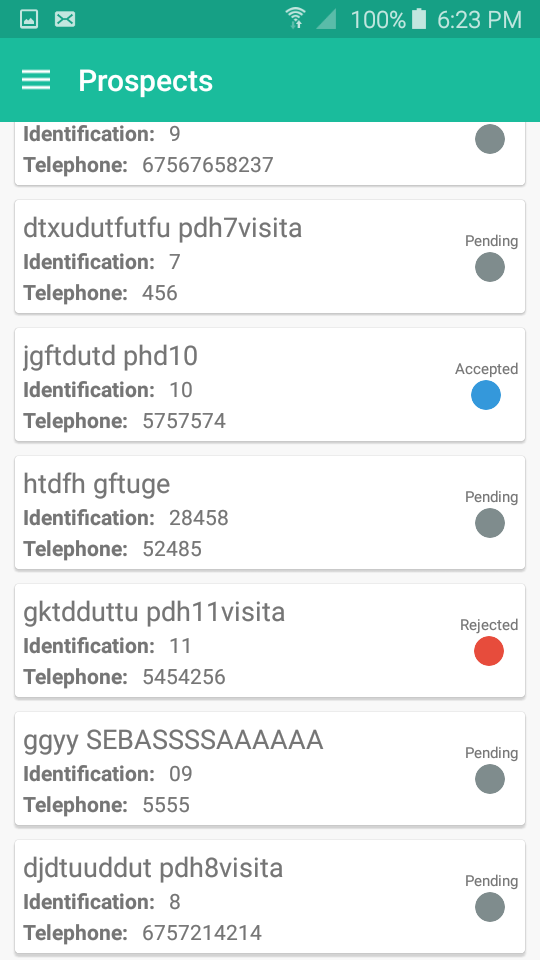 100% 6:23 PM
Prospects
Identification: 9
Telephone: 67567658237
dtxudutfutfu pdh7visita
Pending
Identification: 7
Telephone: 456
jgftdutd phd10
Accepted
Identification: 10
Telephone: 5757574
htdfh gftuge
Pending
Identification: 28458
Telephone: 52485
gktdduttu pdh11visita
Rejected
Identification: 11
Telephone: 5454256
ggyy SEBASSSSAAAAAA
Pending
Identification: 09
Telephone: 5555
djdtuuddut pdh8visita
Pending
Identification: 8
Telephone: 6757214214